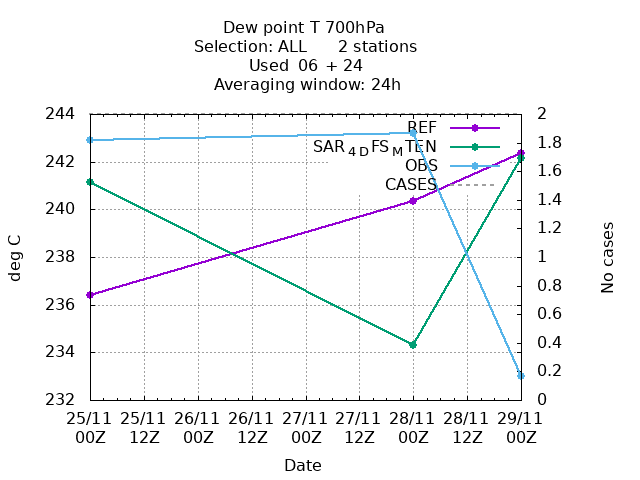 Dew point T 700hPa
Selection: ALL 2 stations
Used 06 + 24
Averaging window: 24h
244 2
REF
1.8
SAR4DFSMTEN
242 OBS 1.6
CASES
1.4
240 1.2
deg C
238 1
No cases
0.8
236 0.6
234 0.4
0.2
232 0
25/11 25/11 26/11 26/11 27/11 27/11 28/11 28/11 29/11
00Z 12Z 00Z 12Z 00Z 12Z 00Z 12Z 00Z
Date